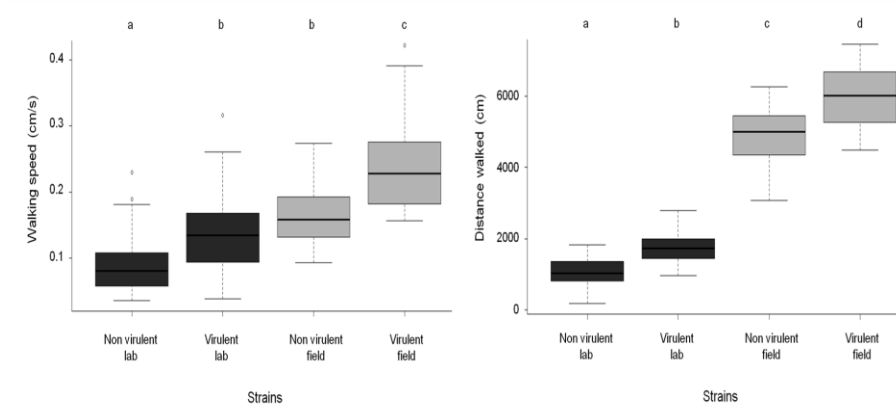 a b b c
Walking speed (cm/s)
0.4
0.3
0.2
0.1
Non virulent lab
Virulent lab
Non virulent field
Virulent field
Strains
a b c d
Distance walked (cm)
6000
4000
2000
0
Non virulent lab
Virulent lab
Non virulent field
Virulent field
Strains